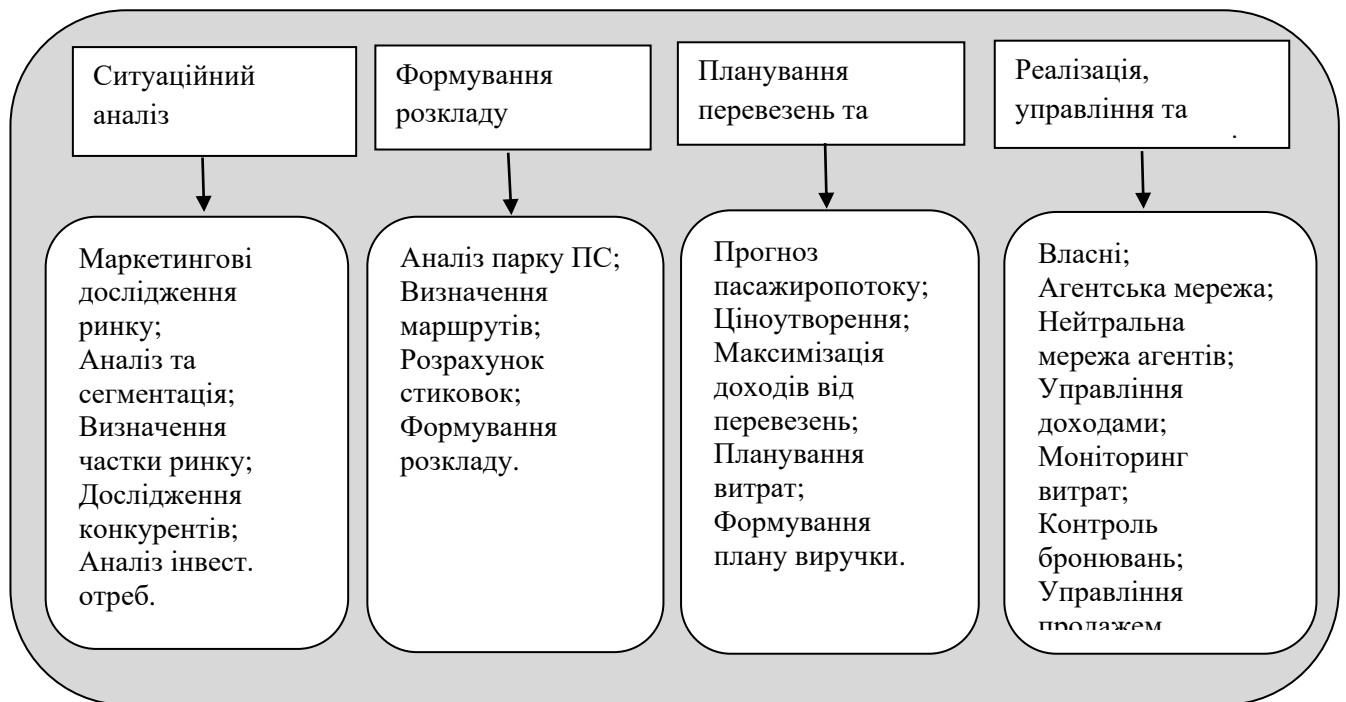 Ситуаційний
аналіз
Формування
розкладу
Планування
перевезень та
Реалізація,
управління та
.
Маркетингові
дослідження
ринку;
Аналіз та
сегментація;
Визначення
частки ринку;
Дослідження
конкурентів;
Аналіз інвест.
отреб.
Аналіз парку ПС;
Визначення
маршрутів;
Розрахунок
стиковок;
Формування
розкладу.
Прогноз
пасажиропотоку;
Ціноутворення;
Максимізація
доходів від
перевезень;
Планування
витрат;
Формування
плану виручки.
Власні;
Агентська мережа;
Нейтральна
мережа агентів;
Управління
доходами;
Моніторинг
витрат;
Контроль
бронювань;
Управління
продажем